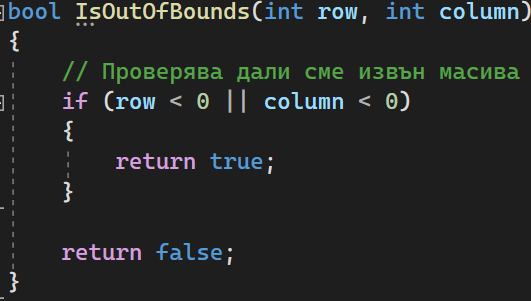 bool IsOutOfBounds(int row, int column)
{
// Проверява дали сме извън масива
if (row < 0 || column < 0)
{
return true;
}
return false;
}